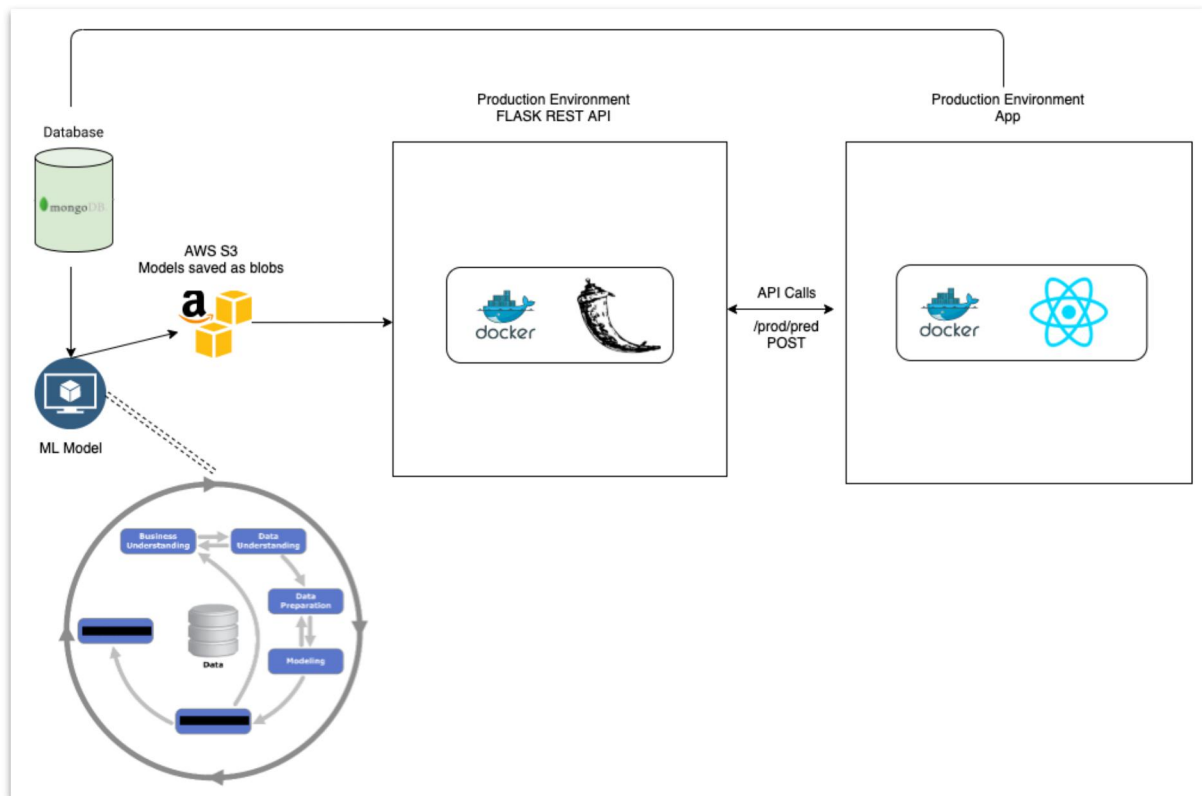 Production Environment
FLASK REST API
Production Environment
App
Database
mongoDB
AWS S3
Models saved as blobs
a
docker
API Calls
/prod/pred
POST
docker
ML Model
Business
Understanding
Data
Understanding
Data
Preparation
Modeling
Data